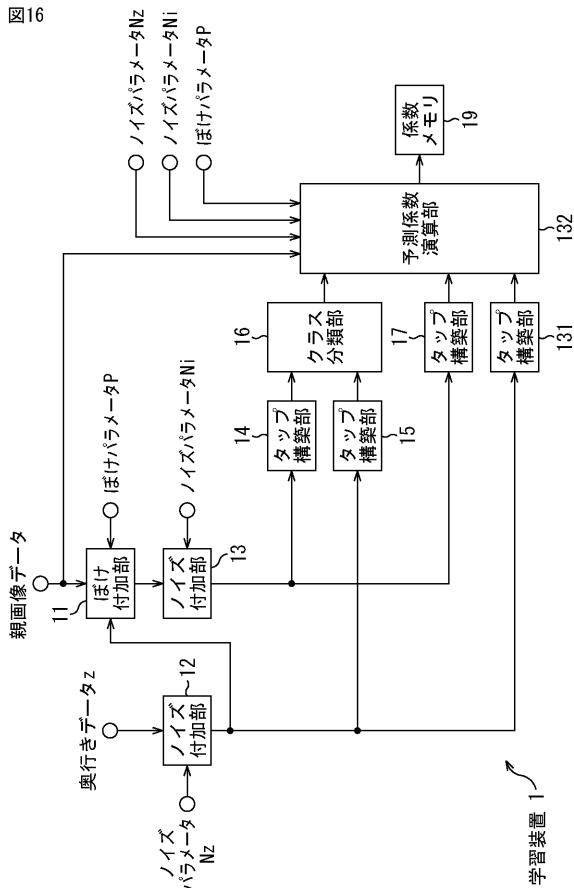 図16
親画像データ
奥行きデータz
ノイズ
パラメータ
Nz
ぼけパラメータP
ノイズパラメータNi
11
ぼけ
付加部
12
ノイズ
付加部
13
ノイズ
付加部
14
タップ
構築部
15
タップ
構築部
16
クラス
分類部
17
タップ
構築部
131
タップ
構築部
ノイズパラメータNz
ノイズパラメータNi
ぼけパラメータP
予測係数
演算部
132
係数
メモリ
19
学習装置 1